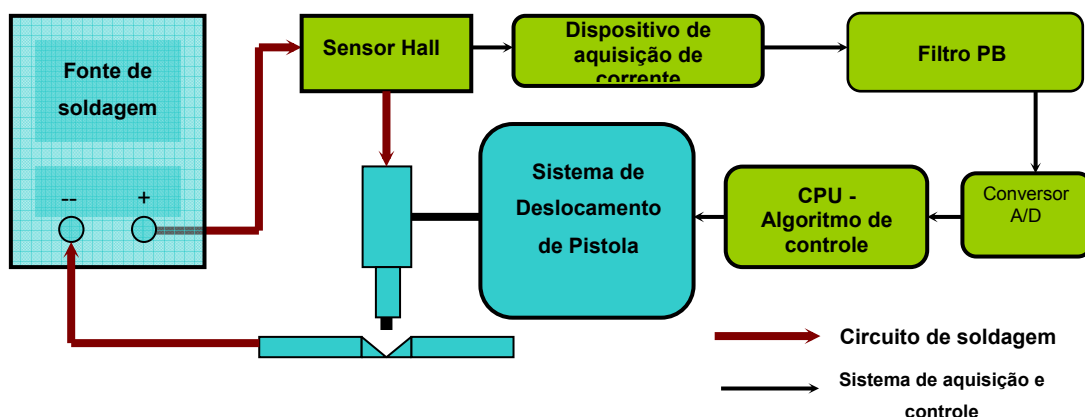 Fonte de
soldagem
--
+
Sensor Hall
Dispositivo de
aquisição de
corrente
Filtro PB
Sistema de
Deslocamento
de Pistola
CPU -
Algoritmo de
controle
Conversor
A/D
Circuito de soldagem
Sistema de aquisição e
controle